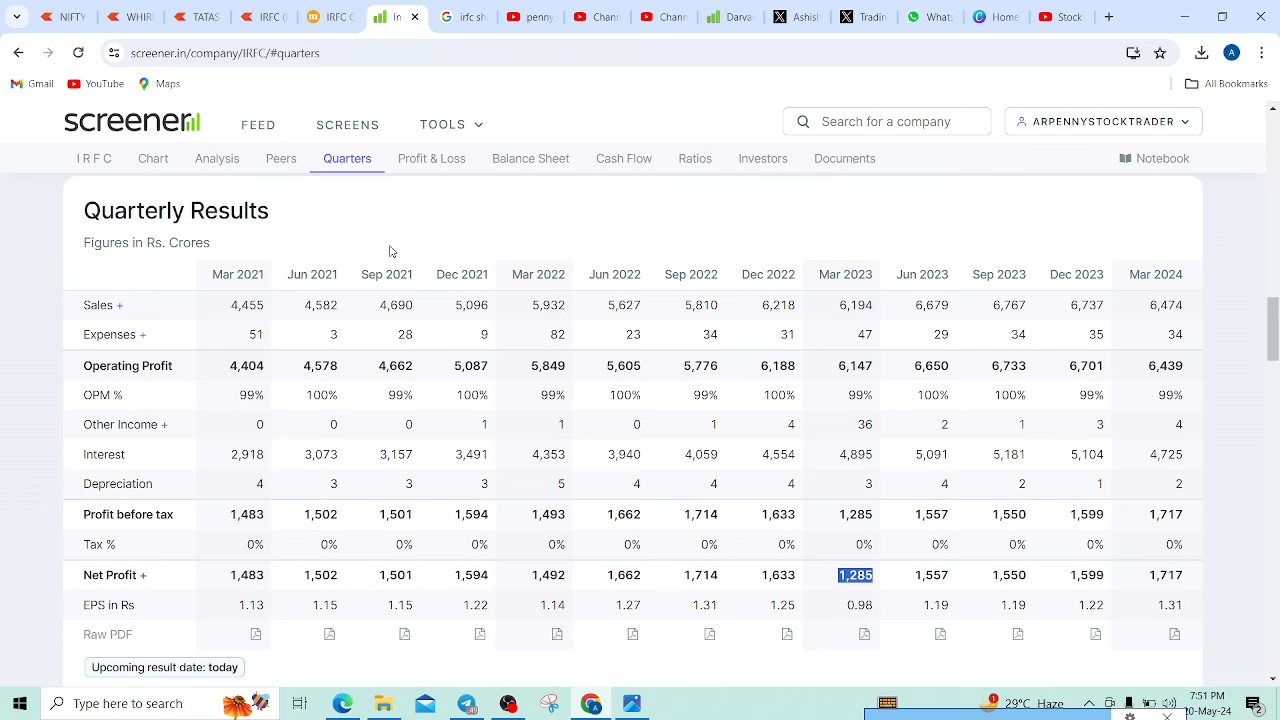 NIFTY
WHIRL
TATAS
IRFC (
IRFC C
In
irfc sh
penny
Chann
Chann
Darve
Ashish
Tradin
Whats
Home
Stock
screener.in/company/IRFC/#quarters
Gmail YouTube Maps All Bookmarks
screener FEED SCREENS TOOLS Search for a company ARPENNYSTOCKTRADER
I R F C Chart Analysis Peers Quarters Profit & Loss Balance Sheet Cash Flow Ratios Investors Documents Notebook
Quarterly Results
Figures in Rs. Crores
Mar 2021 Jun 2021 Sep 2021 Dec 2021 Mar 2022 Jun 2022 Sep 2022 Dec 2022 Mar 2023 Jun 2023 Sep 2023 Dec 2023 Mar 2024
Sales + 4,455 4,582 4,690 5,096 5,932 5,627 5,810 6,218 6,194 6,679 6,767 6,737 6,474
Expenses + 51 3 28 9 82 23 34 31 47 29 34 35 34
Operating Profit 4,404 4,578 4,662 5,087 5,849 5,605 5,776 6,188 6,147 6,650 6,733 6,701 6,439
OPM % 99% 100% 99% 100% 99% 100% 99% 100% 99% 100% 100% 99% 99%
Other Income + 0 0 0 1 1 0 1 4 36 2 1 3 4
Interest 2,918 3,073 3,157 3,491 4,353 3,940 4,059 4,554 4,895 5,091 5,181 5,104 4,725
Depreciation 4 3 3 3 5 4 4 4 3 4 2 1 2
Profit before tax 1,483 1,502 1,501 1,594 1,493 1,662 1,714 1,633 1,285 1,557 1,550 1,599 1,717
Tax % 0% 0% 0% 0% 0% 0% 0% 0% 0% 0% 0% 0% 0%
Net Profit + 1,483 1,502 1,501 1,594 1,492 1,662 1,714 1,633 1,285 1,557 1,550 1,599 1,717
EPS in Rs 1.13 1.15 1.15 1.22 1.14 1.27 1.31 1.25 0.98 1.19 1.19 1.22 1.31
Raw PDF
Upcoming result date: today
Type here to search
29°C Haze
7:51 PM
20-May-24